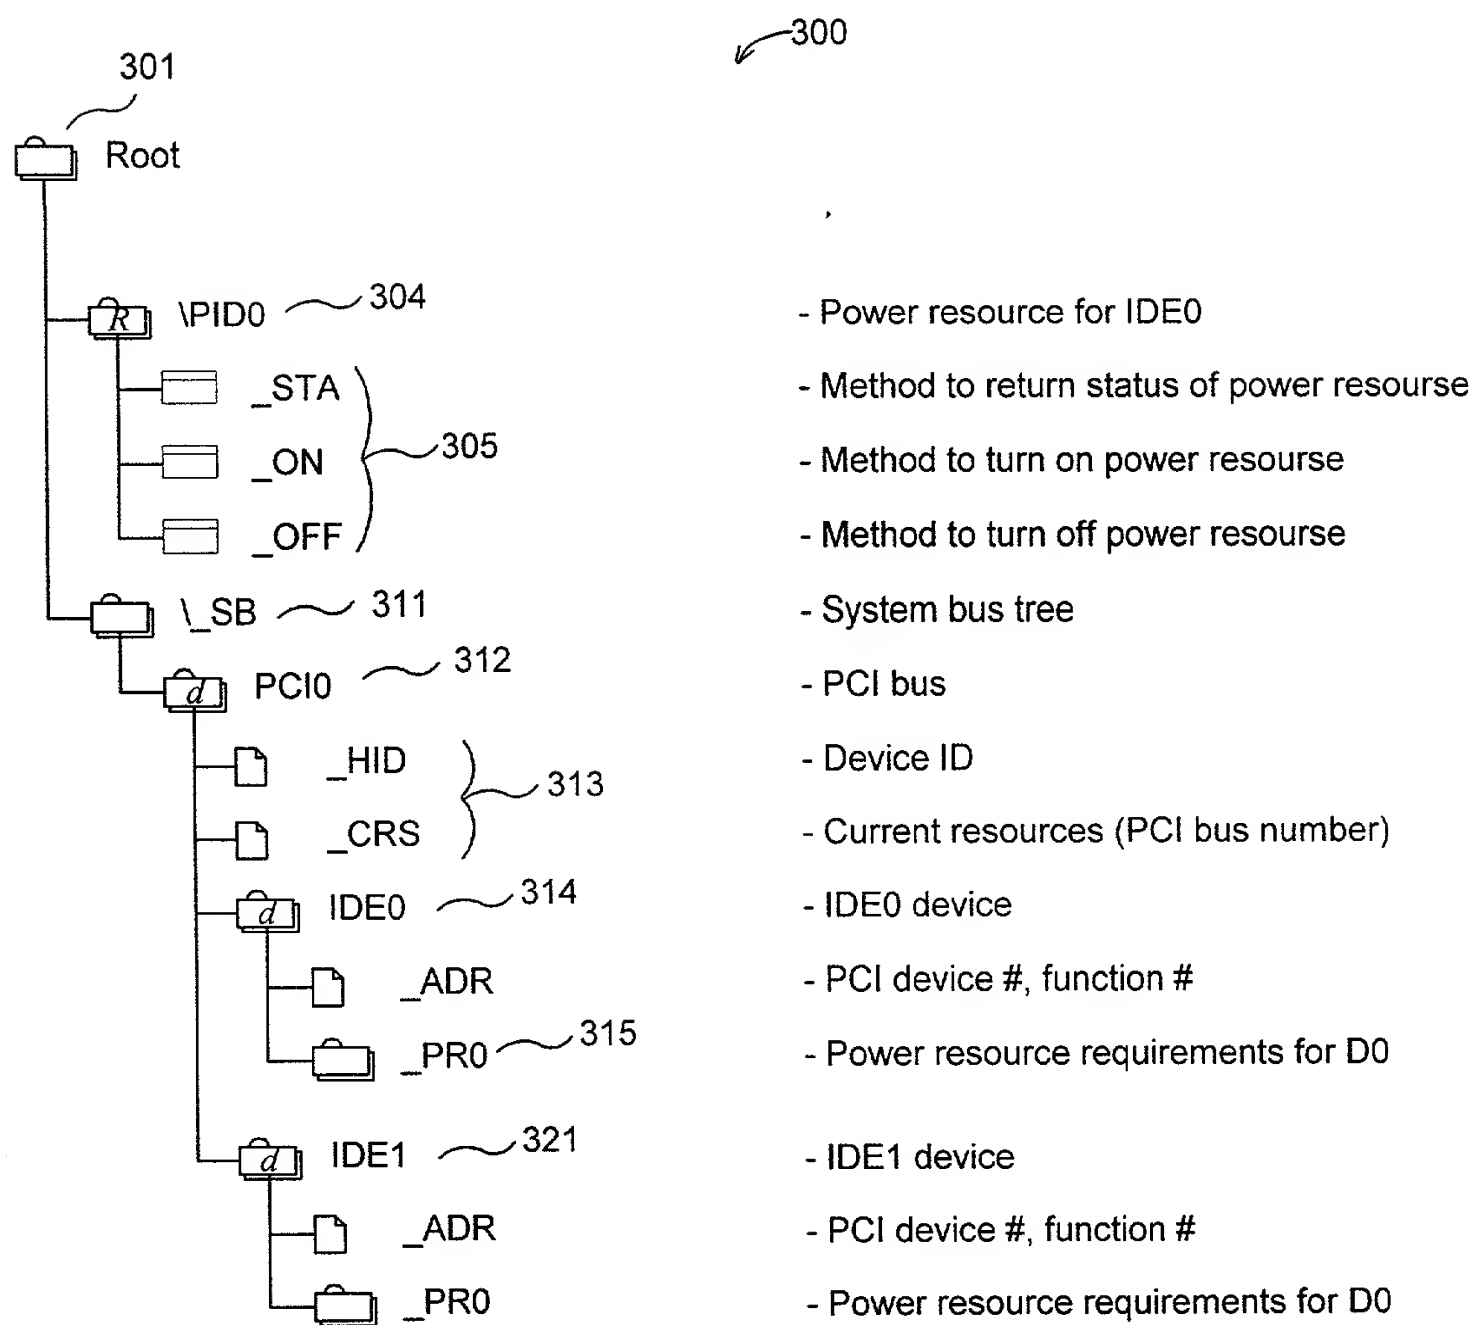 300
301
Root
R \PID0 304 - Power resource for IDE0
_STA - Method to return status of power resourse
_ON 305 - Method to turn on power resourse
_OFF - Method to turn off power resourse
\_SB 311 - System bus tree
d PCI0 312 - PCI bus
_HID - Device ID
313
_CRS - Current resources (PCI bus number)
d IDE0 314 - IDE0 device
_ADR - PCI device #, function #
_PR0 315 - Power resource requirements for D0
d IDE1 321 - IDE1 device
_ADR - PCI device #, function #
_PR0 - Power resource requirements for D0